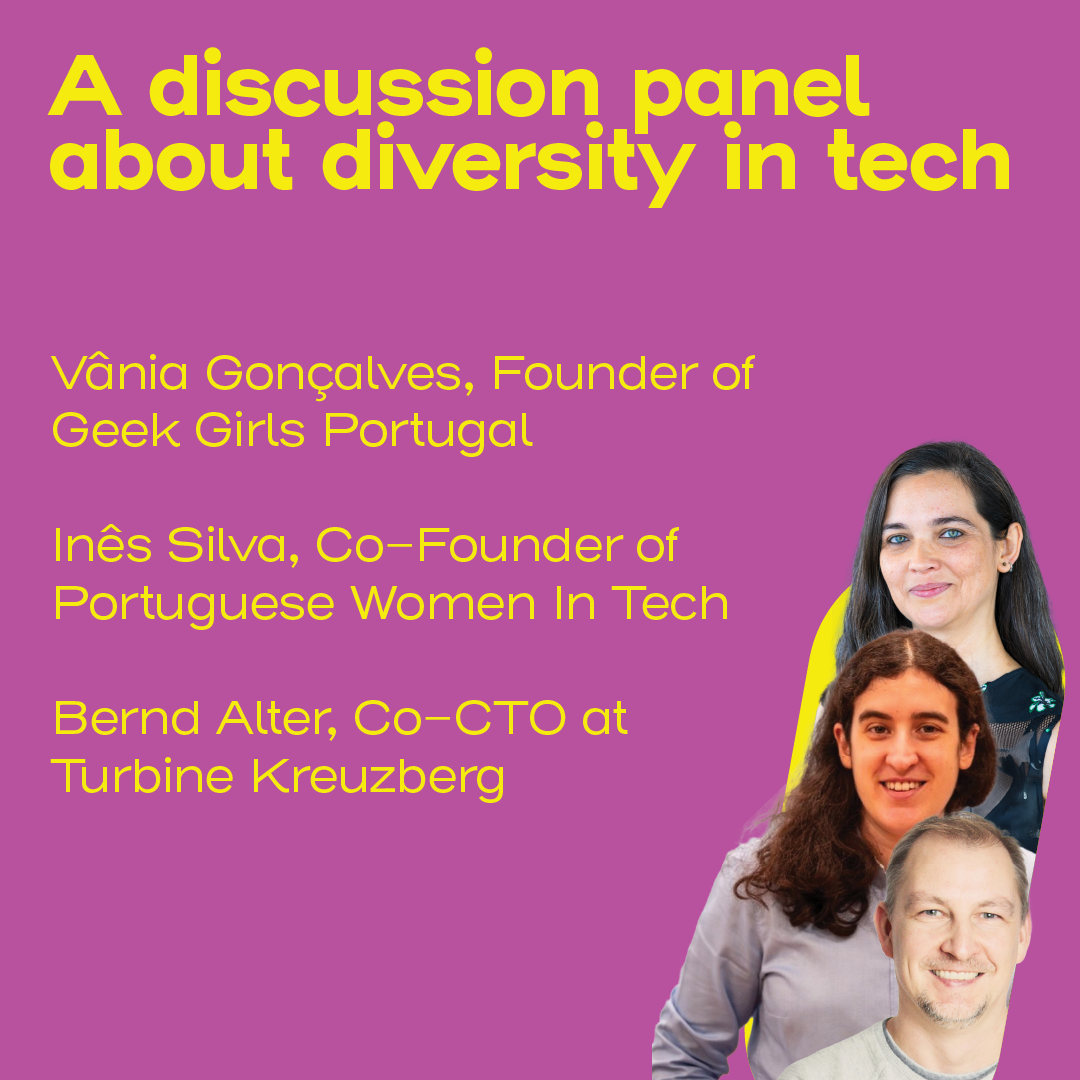 A discussion panel
about diversity in tech
Vânia Gonçalves, Founder of
Geek Girls Portugal
Inês Silva, Co-Founder of
Portuguese Women In Tech
Bernd Alter, Co-CTO at
Turbine Kreuzberg